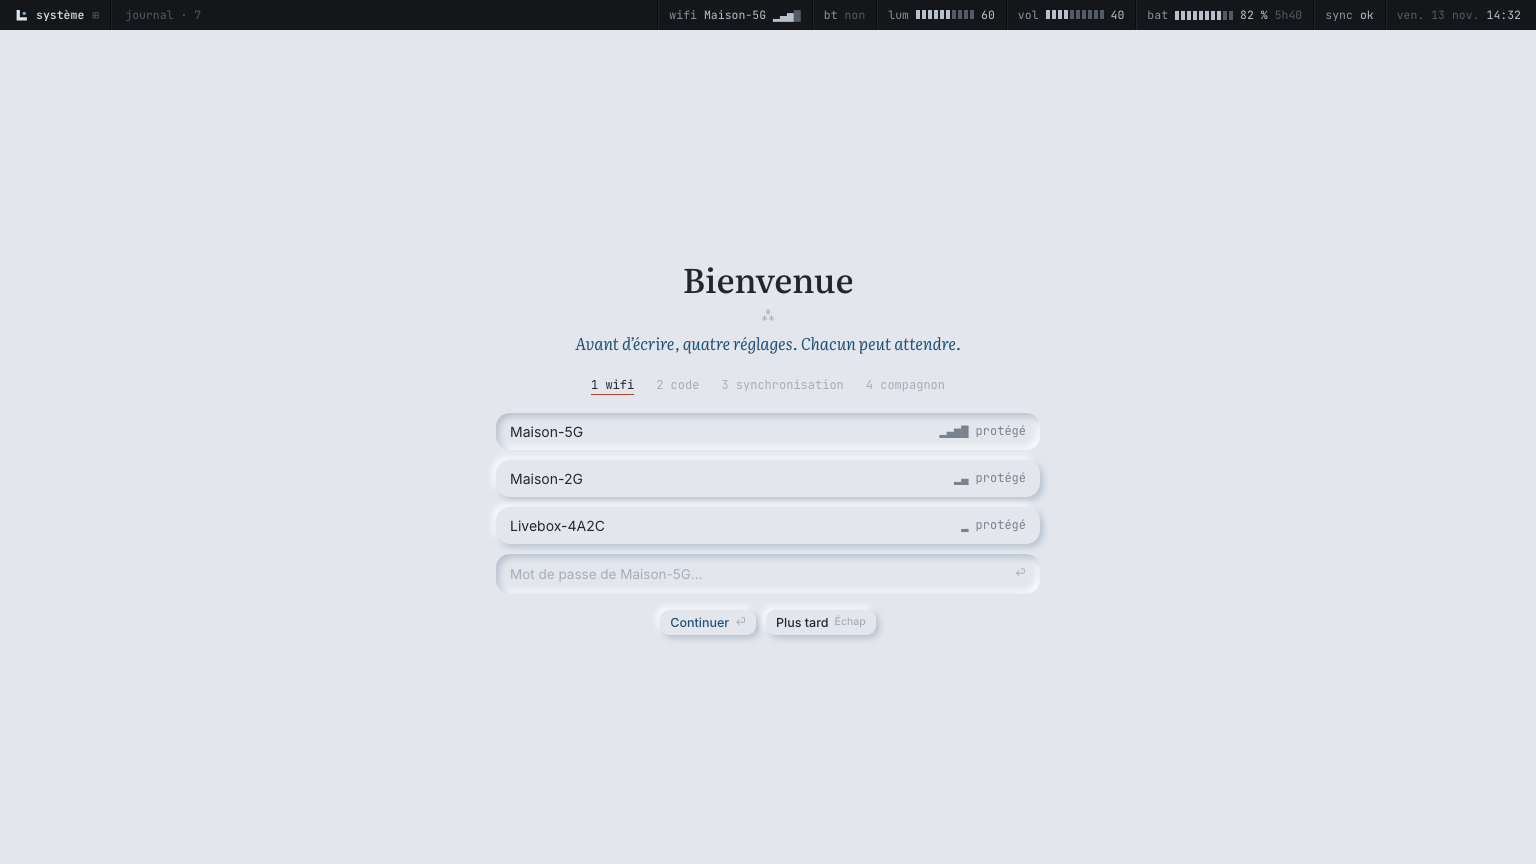 système ⊞ journal · 7 wifi Maison-5G bt non lum 60 vol 40 bat 82 % 5h40 sync ok ven. 13 nov. 14:32
Bienvenue
⁂
Avant d’écrire, quatre réglages. Chacun peut attendre.
1 wifi 2 code 3 synchronisation 4 compagnon
Maison-5G protégé
Maison-2G protégé
Livebox-4A2C protégé
Mot de passe de Maison-5G… ⏎
Continuer ⏎ Plus tard Échap